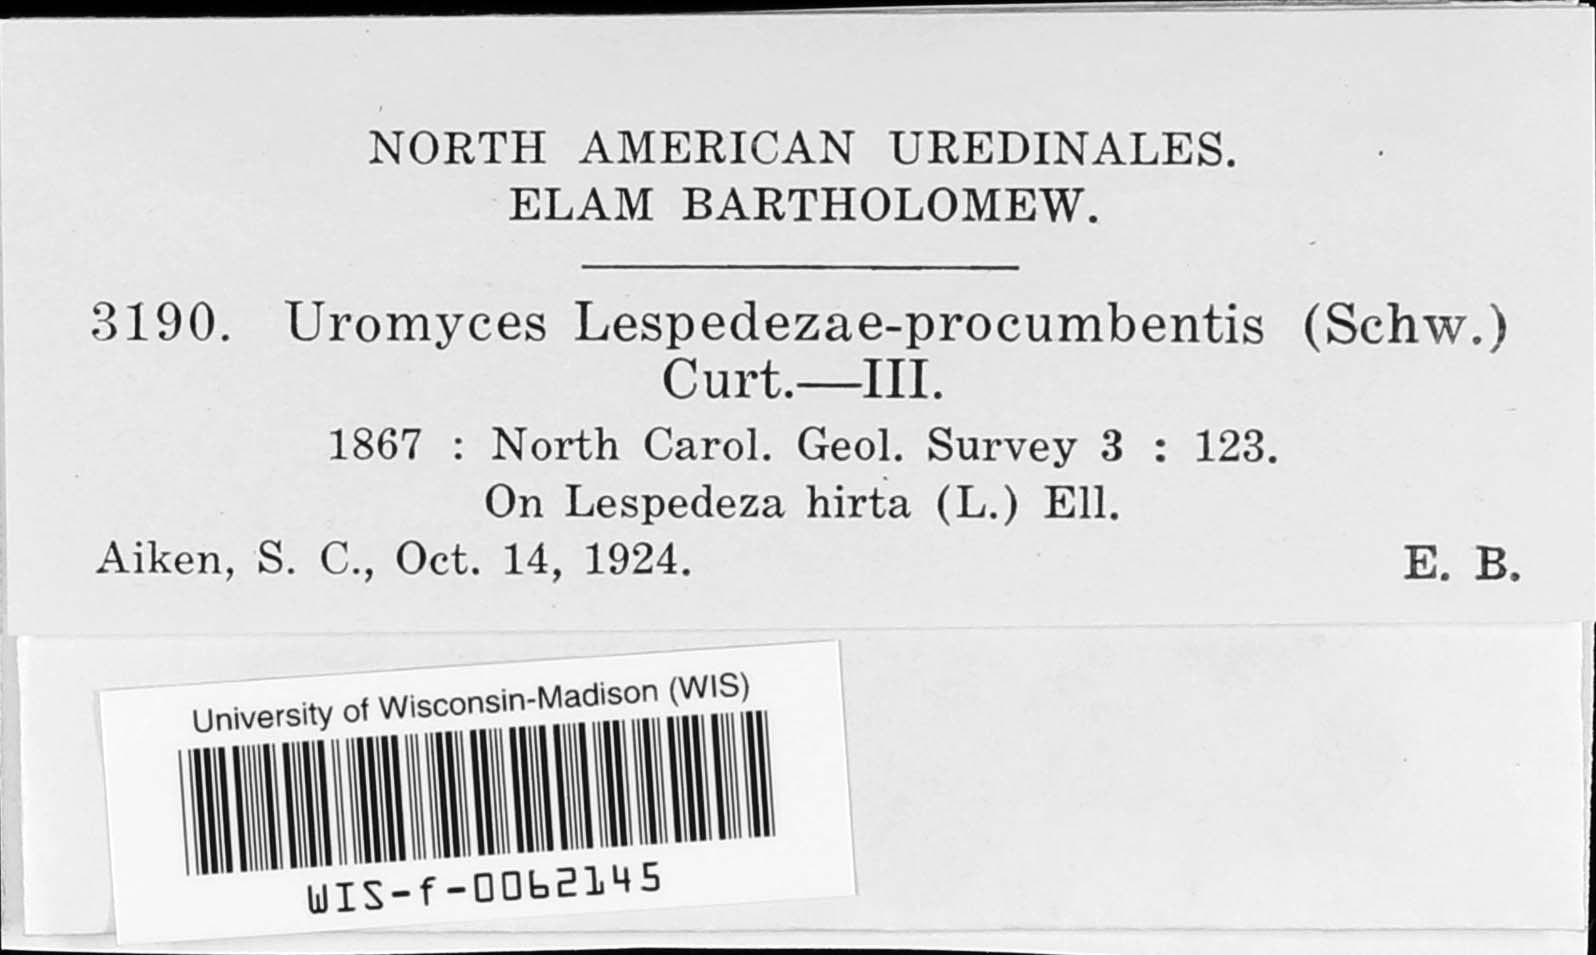 NORTH AMERICAN UREDINALES.
ELAM BARTHOLOMEW.
3190. Uromyces Lespedezae-procumbentis (Schw.)
Curt.—III.
1867 : North Carol. Geol. Survey 3 : 123.
On Lespedeza hirta (L.) Ell.
Aiken, S. C., Oct. 14, 1924. E. B.
University of Wisconsin-Madison (WIS)
WIS-f-0062145